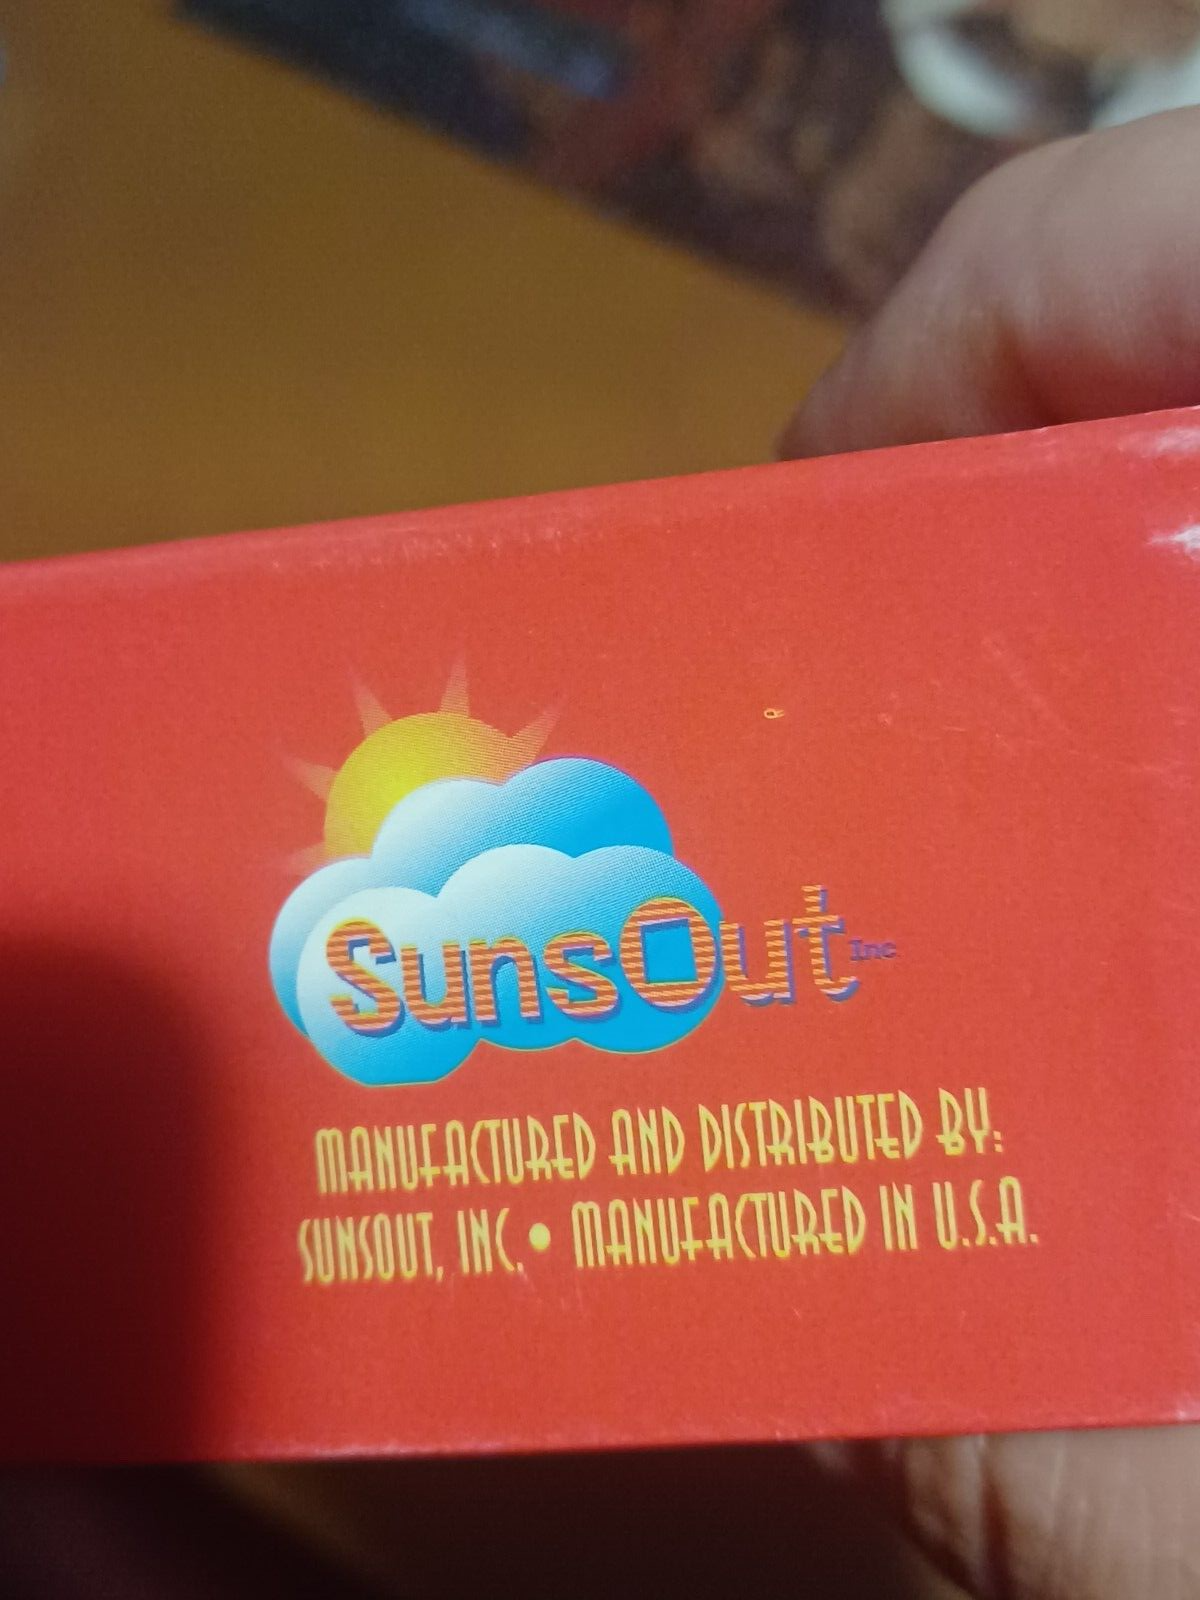 SunsOut Inc
MANUFACTURED AND DISTRIBUTED BY:
SUNSOUT, INC. • MANUFACTURED IN U.S.A.